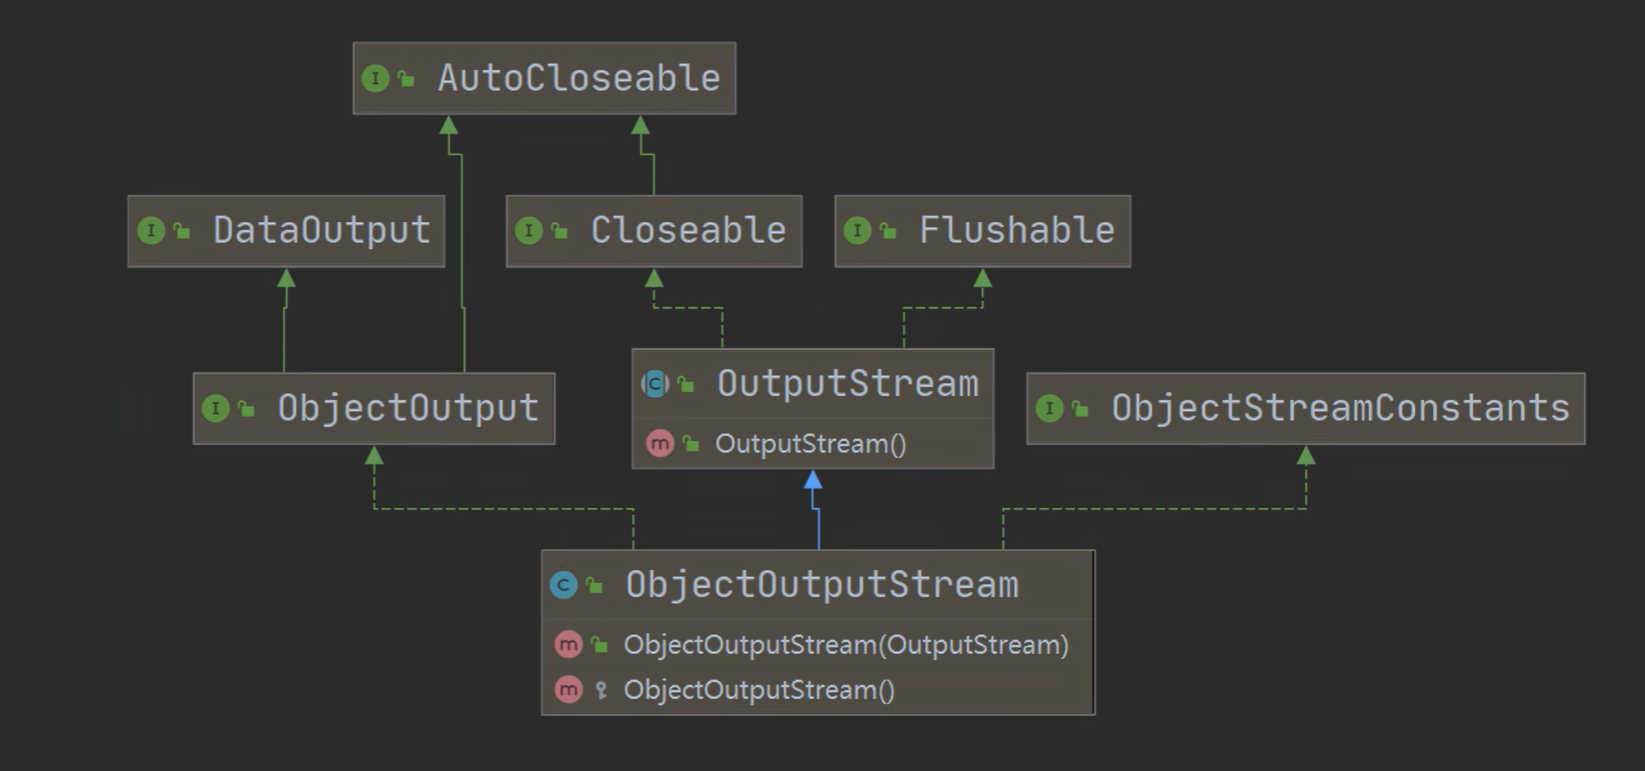 AutoCloseable
DataOutput
Closeable
Flushable
ObjectOutput
OutputStream
OutputStream()
ObjectStreamConstants
ObjectOutputStream
ObjectOutputStream(OutputStream)
ObjectOutputStream()